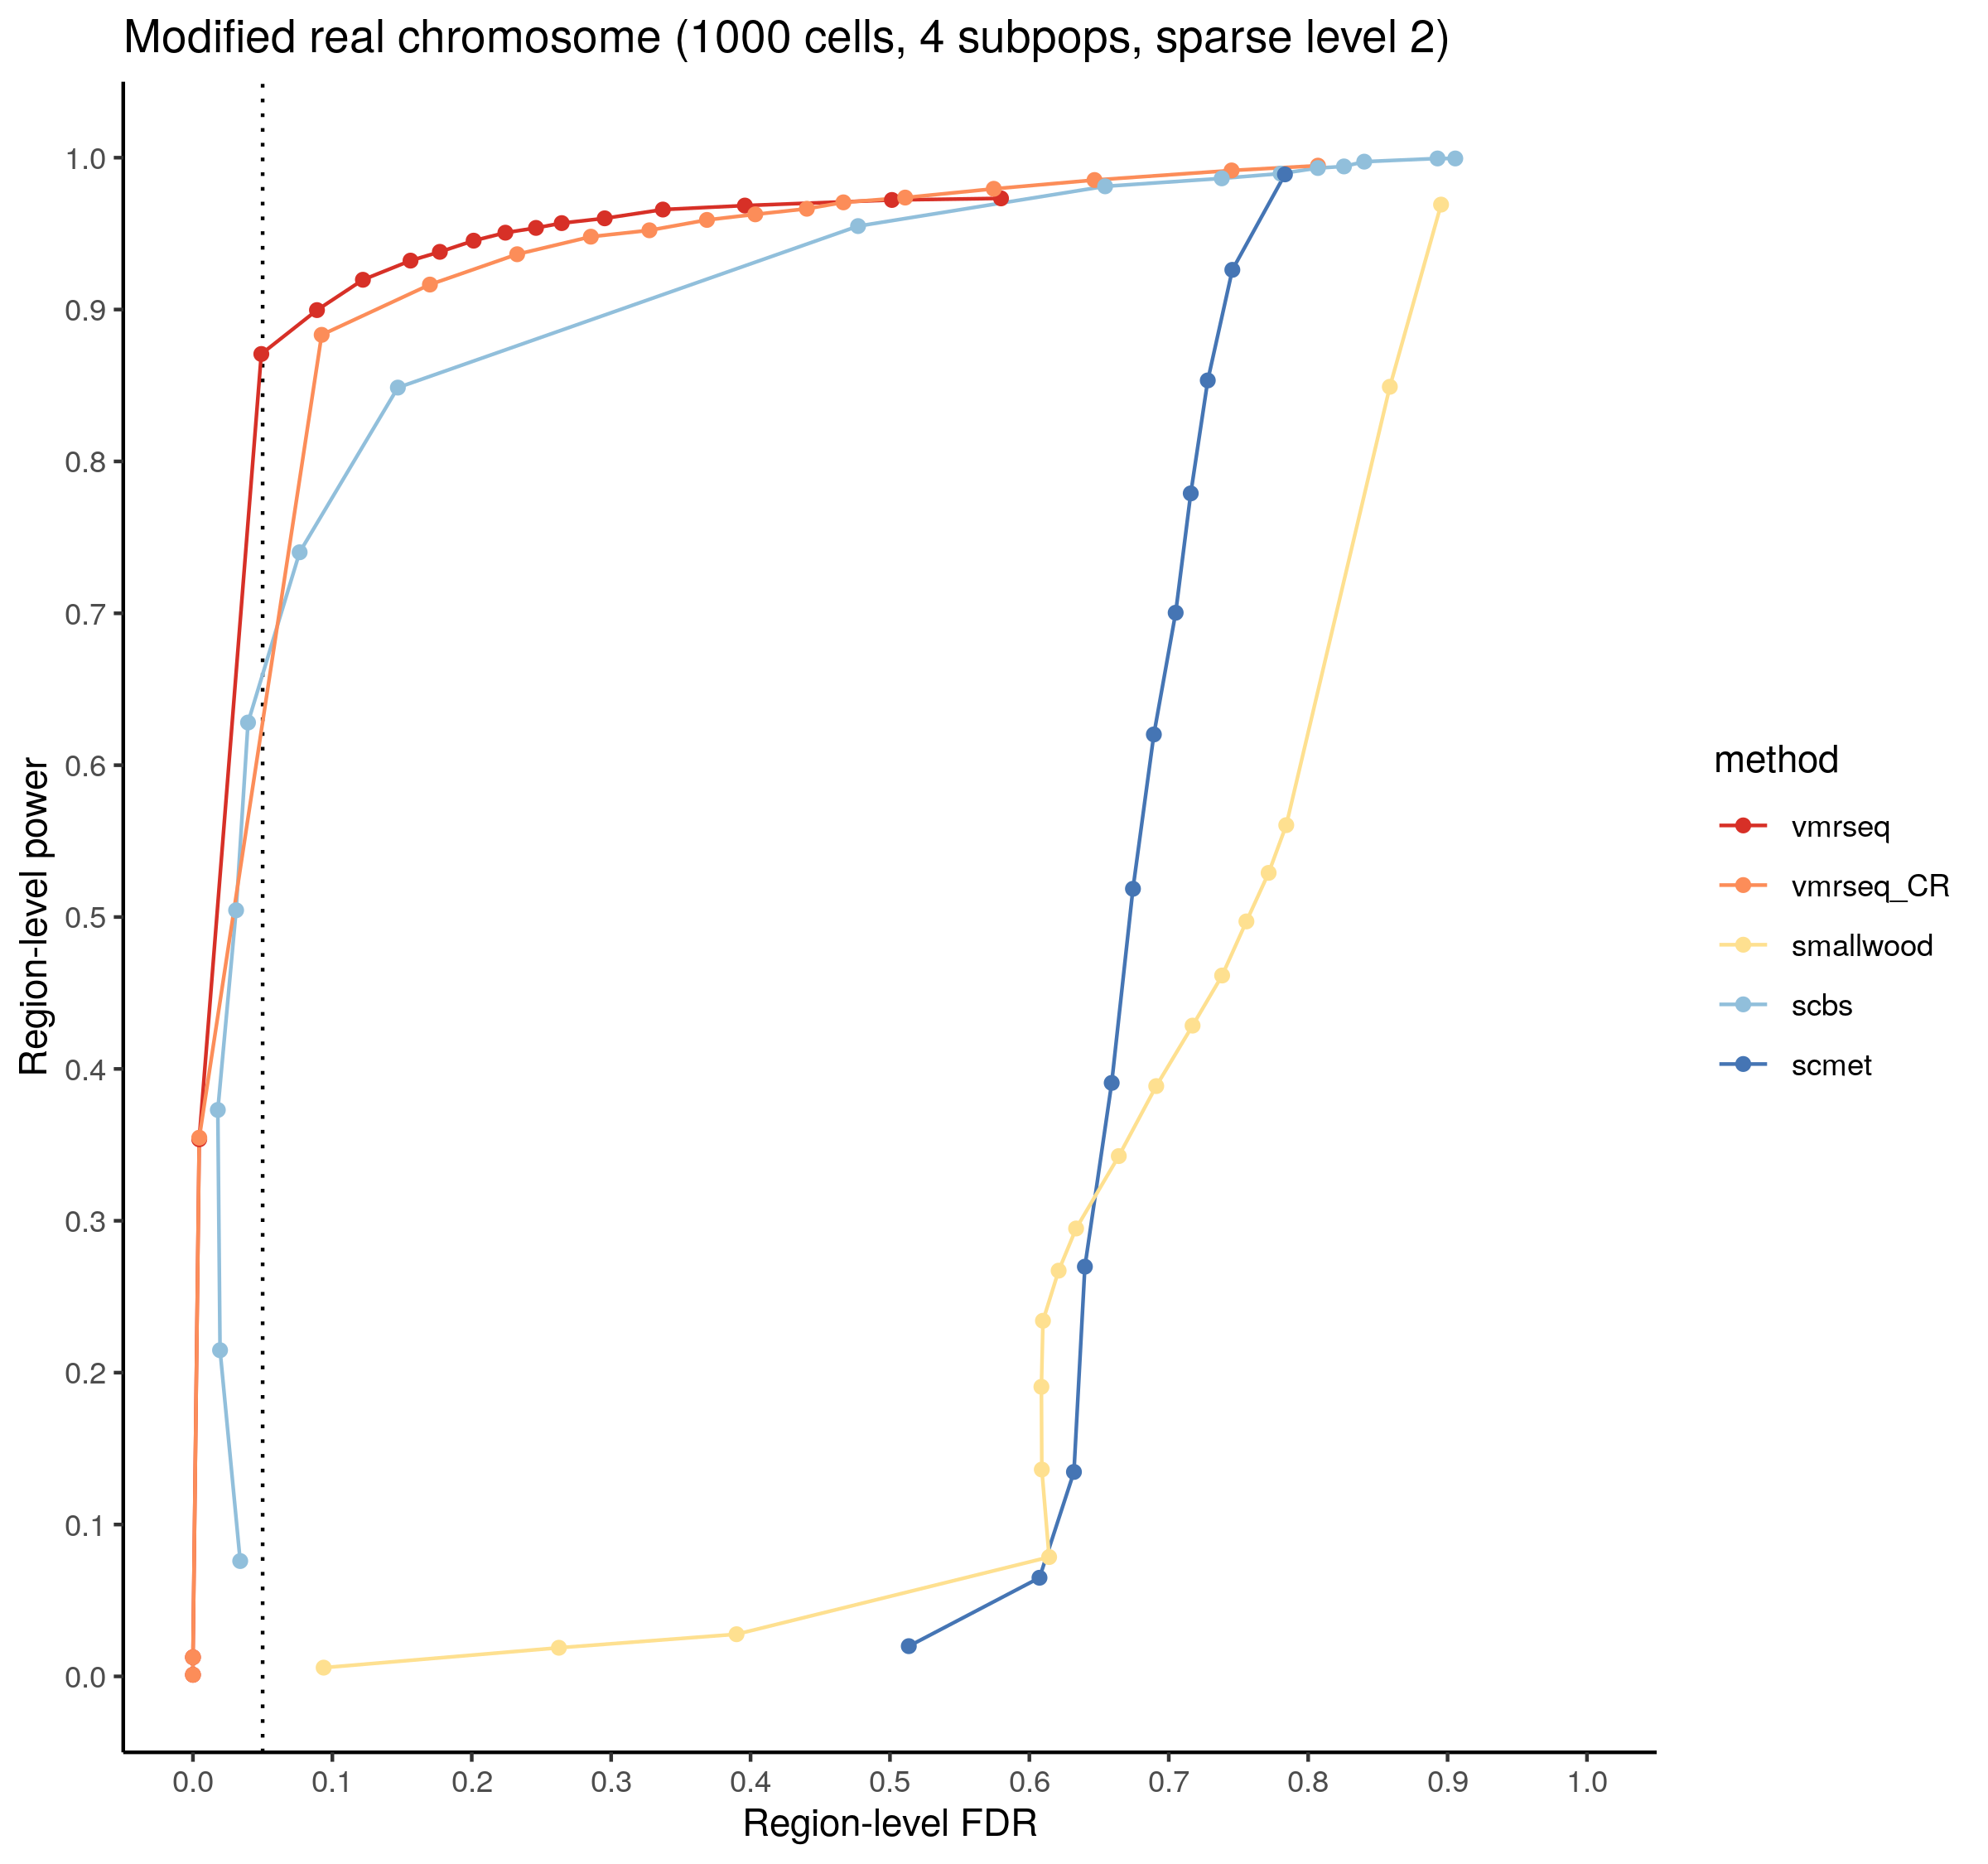 Modified real chromosome (1000 cells, 4 subpops, sparse level 2)
Region-level power
1.0
0.9
0.8
0.7
0.6
0.5
0.4
0.3
0.2
0.1
0.0
0.0 0.1 0.2 0.3 0.4 0.5 0.6 0.7 0.8 0.9 1.0
Region-level FDR
method
vmrseq
vmrseq_CR
smallwood
scbs
scmet